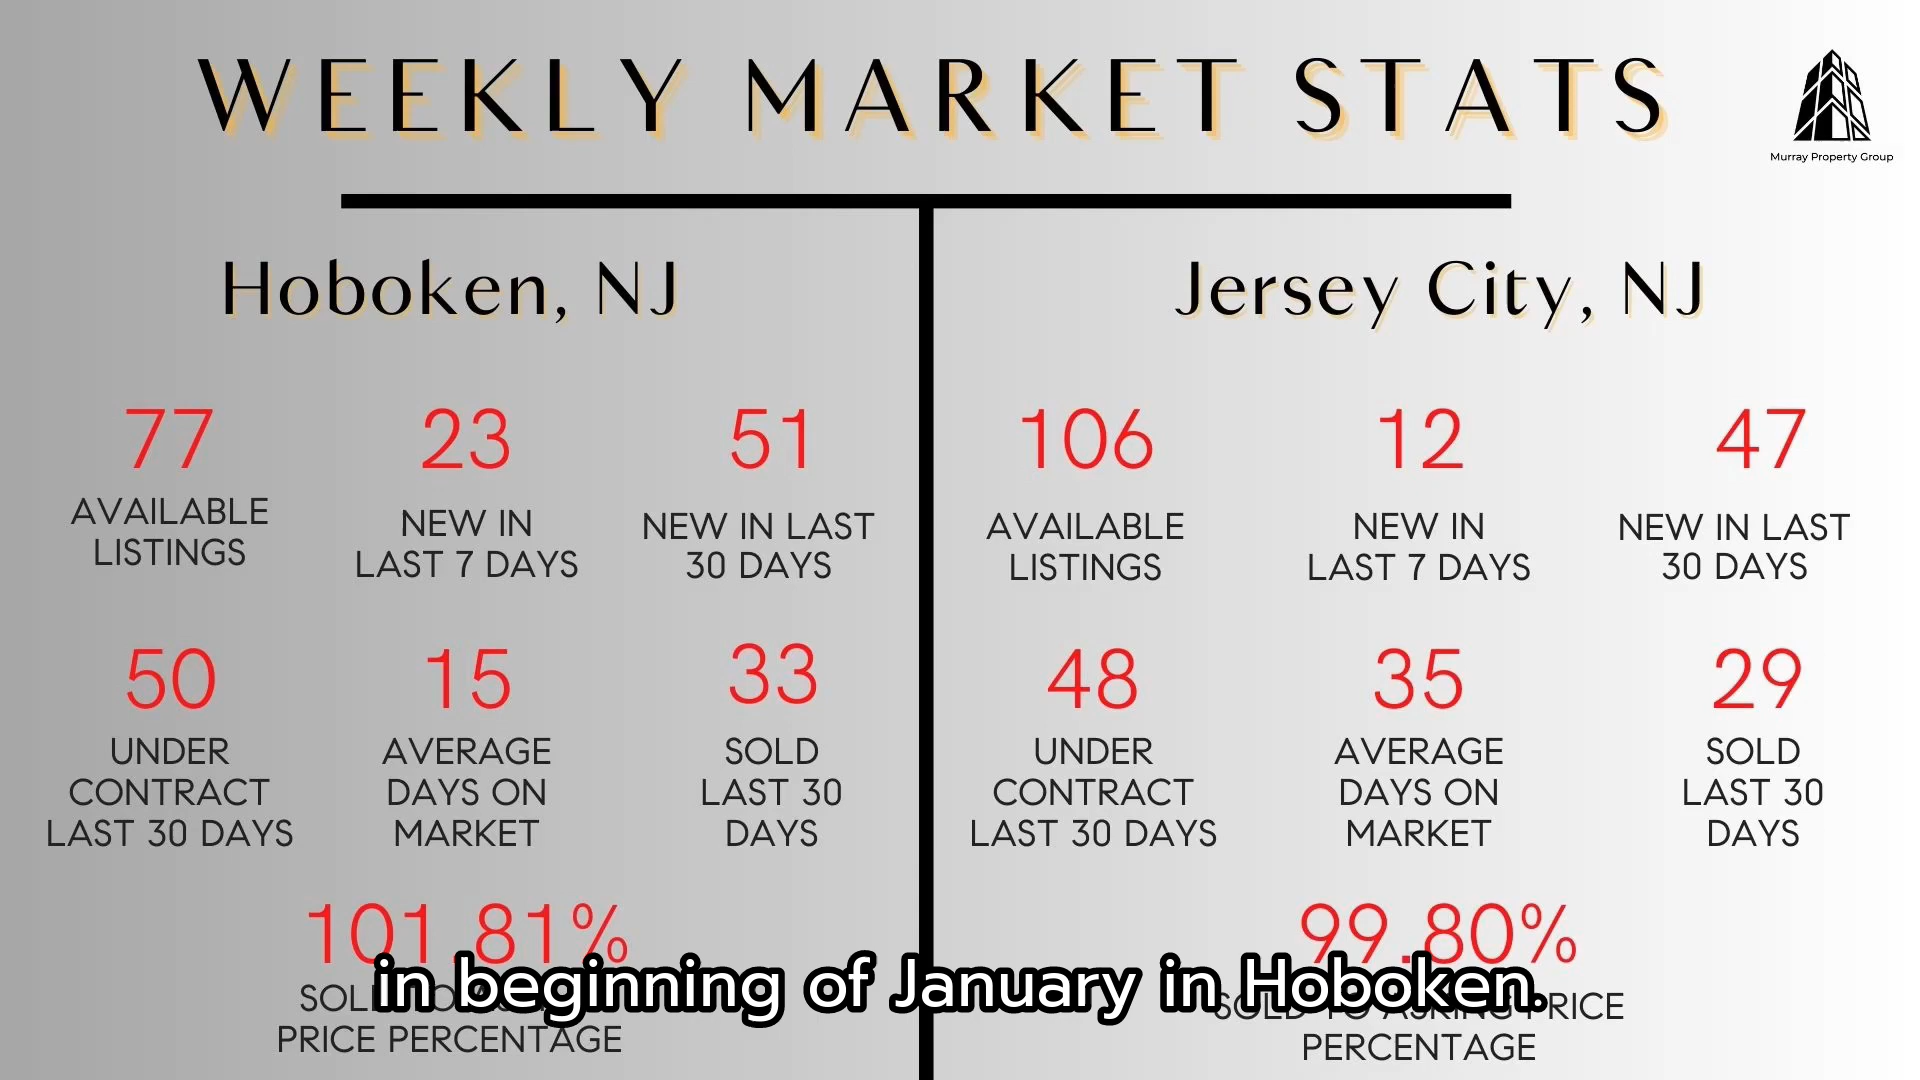 WEEKLY MARKET STATS
Murray Property Group
Hoboken, NJ
77
AVAILABLE
LISTINGS
23
NEW IN
LAST 7 DAYS
51
NEW IN LAST
30 DAYS
50
UNDER
CONTRACT
LAST 30 DAYS
15
AVERAGE
DAYS ON
MARKET
33
SOLD
LAST 30
DAYS
101.81%
PRICE PERCENTAGE
Jersey City, NJ
106
AVAILABLE
LISTINGS
12
NEW IN
LAST 7 DAYS
47
NEW IN LAST
30 DAYS
48
UNDER
CONTRACT
LAST 30 DAYS
35
AVERAGE
DAYS ON
MARKET
29
SOLD
LAST 30
DAYS
99.80%
SOLD TO ASKING PRICE
PERCENTAGE
in beginning of January in Hoboken.